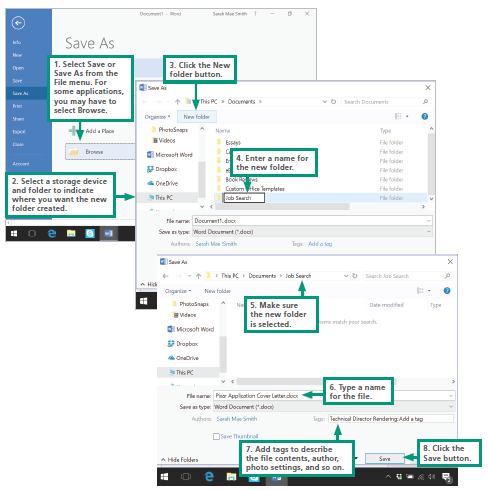 Document1 - Word
Sarah Mae Smith
?
Save As
Info
New
Open
Save
Save As
Print
Share
Export
Close
Account
1. Select Save or
Save As from the
File menu. For
some applications,
you may have to
select Browse.
Add a Place
Browse
2. Select a storage device
and folder to indicate
where you want the new
folder created.
3. Click the New
folder button.
Save As
This PC > Documents >
Search Documents
Organize
New folder
PhotoSnaps
Videos
Microsoft Word
Dropbox
OneDrive
This PC
Name
Type
Essays
File folder
File folder
File folder
File folder
Book Reviews
File folder
Custom Office Templates
File folder
Job Search
File folder
4. Enter a name for
the new folder.
File name: Document1.docx
Save as type: Word Document (*.docx)
Authors: Sarah Mae Smith
Tags: Add a tag
Save As
This PC > Documents > Job Search
Search Job Search
Organize
New folder
PhotoSnaps
Videos
Microsoft Word
Dropbox
OneDrive
This PC
Date modified
Type
items match your search.
5. Make sure
the new folder
is selected.
6. Type a name
for the file.
File name: Pixar Application Cover Letter.docx
Save as type: Word Document (*.docx)
Authors: Sarah Mae Smith
Tags: Technical Director Rendering; Add a tag
Save Thumbnail
7. Add tags to describe
the file contents, author,
photo settings, and so on.
8. Click the
Save button.
Hide Folders
Save